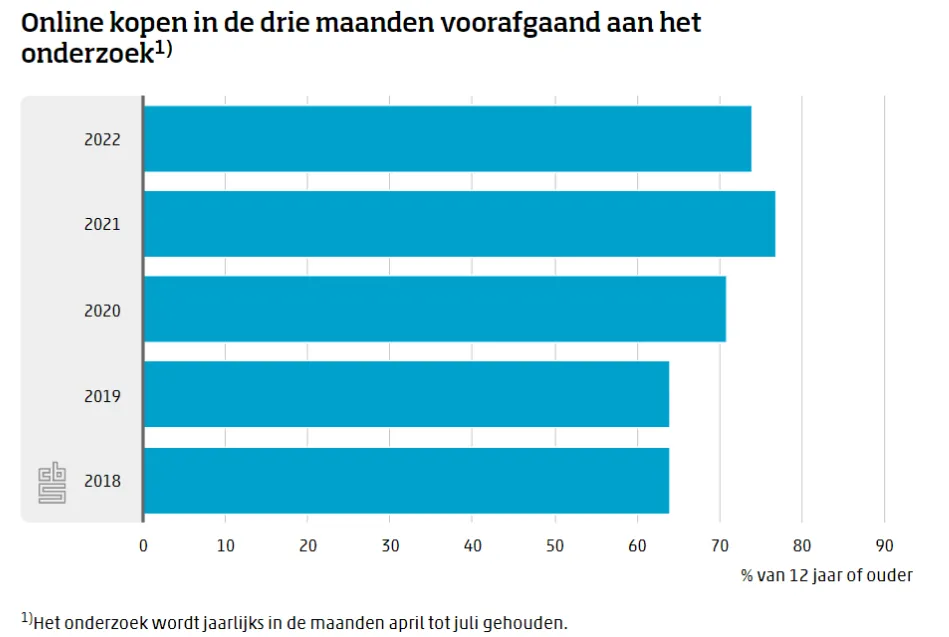 Online kopen in de drie maanden voorafgaand aan het
onderzoek1)
2022
2021
2020
2019
2018
0 10 20 30 40 50 60 70 80 90
% van 12 jaar of ouder
1)Het onderzoek wordt jaarlijks in de maanden april tot juli gehouden.